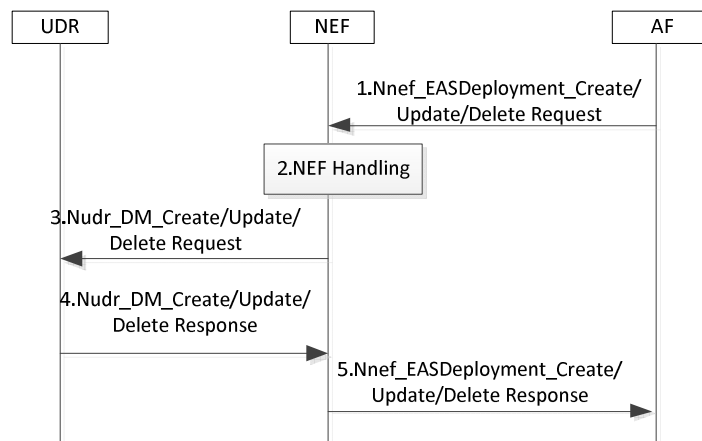 UDR
NEF
AF
1.Nnef_EASDeployment_Create/
Update/Delete Request
2.NEF Handling
3.Nudr_DM_Create/Update/
Delete Request
4.Nudr_DM_Create/Update/
Delete Response
5.Nnef_EASDeployment_Create/
Update/Delete Response